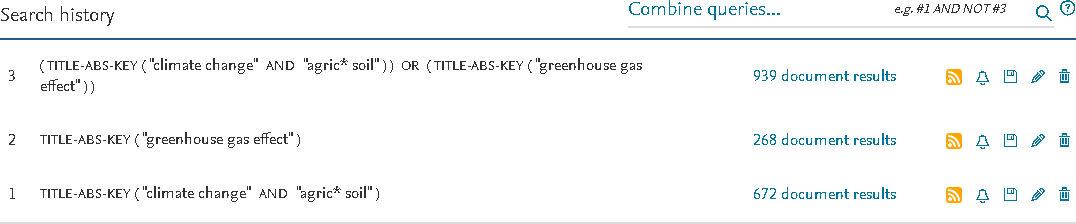 Search history
Combine queries...
e.g. #1 AND NOT #3
3
(TITLE-ABS-KEY ("climate change" AND "agric* soil")) OR (TITLE-ABS-KEY ("greenhouse gas
effect"))
939 document results
2
TITLE-ABS-KEY ("greenhouse gas effect")
268 document results
1
TITLE-ABS-KEY ("climate change" AND "agric* soil")
672 document results